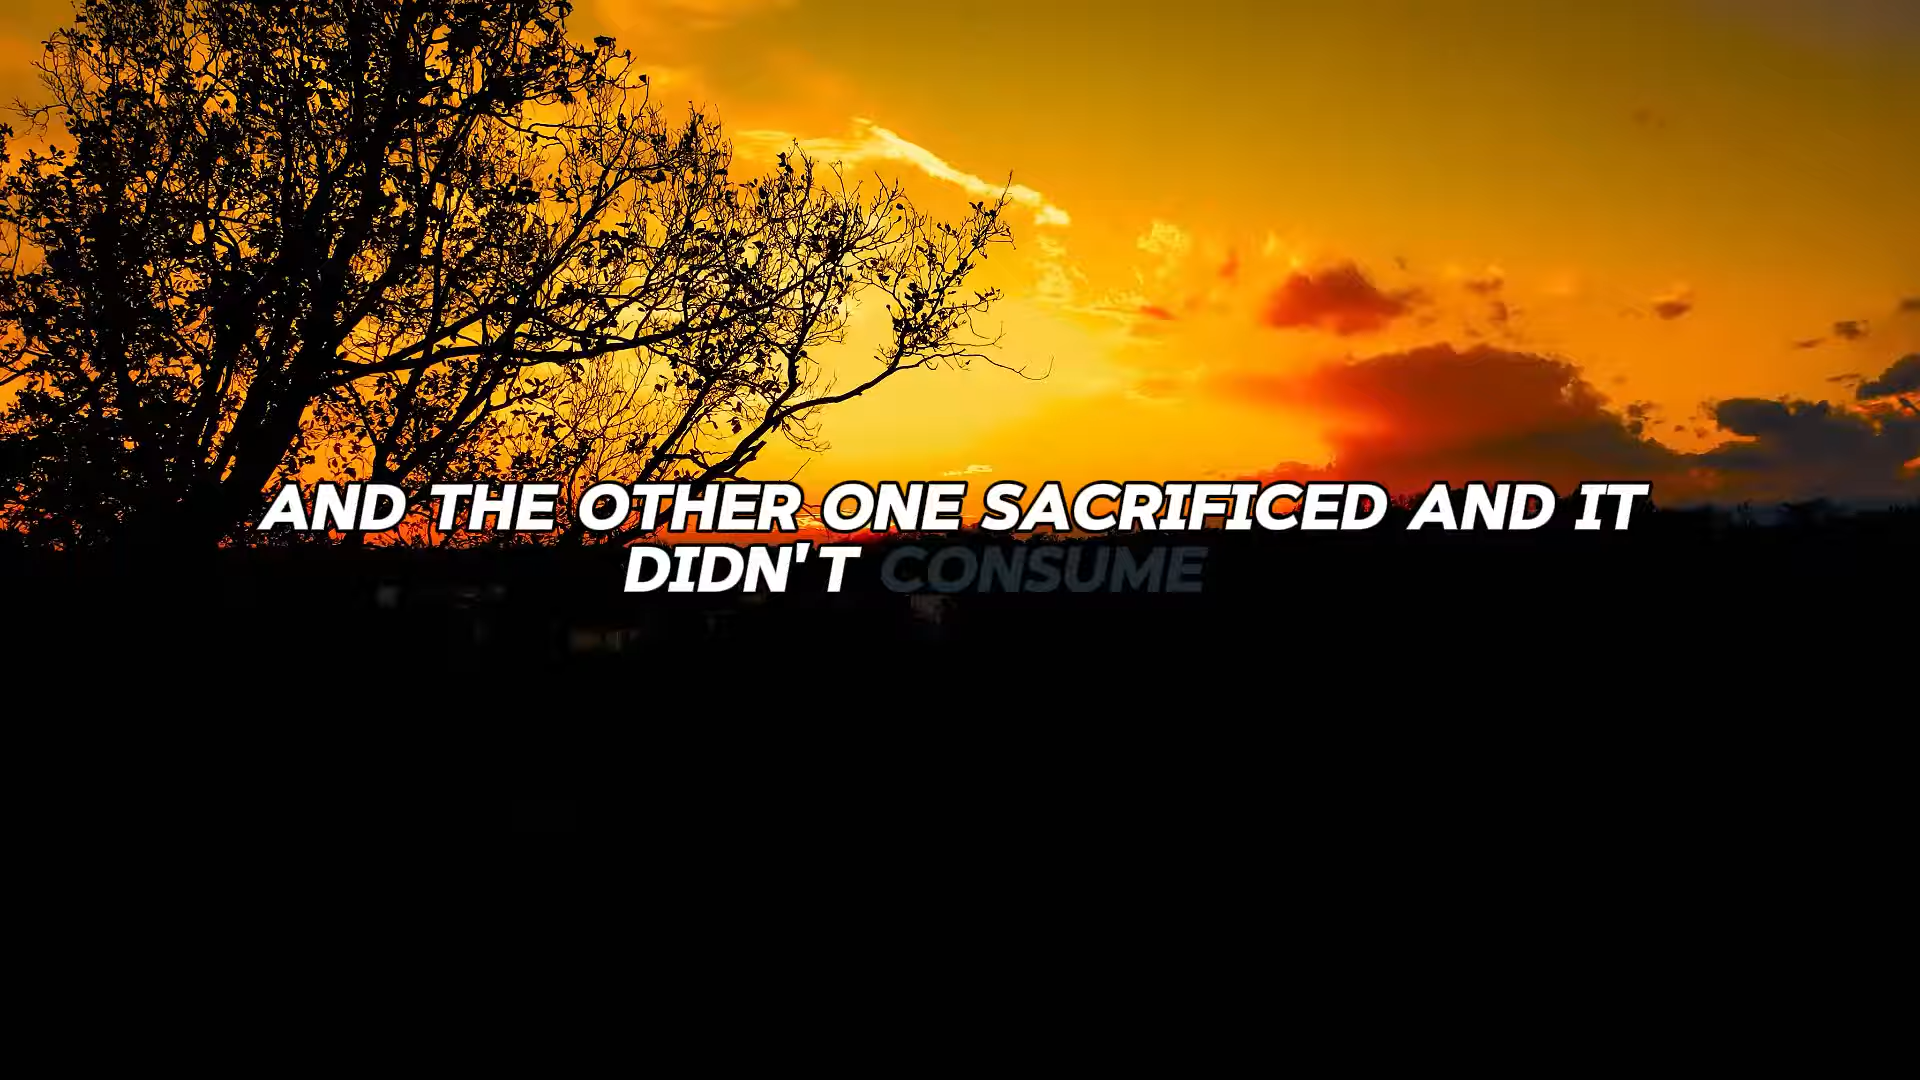 AND THE OTHER ONE SACRIFICED AND IT
DIDN'T CONSUME